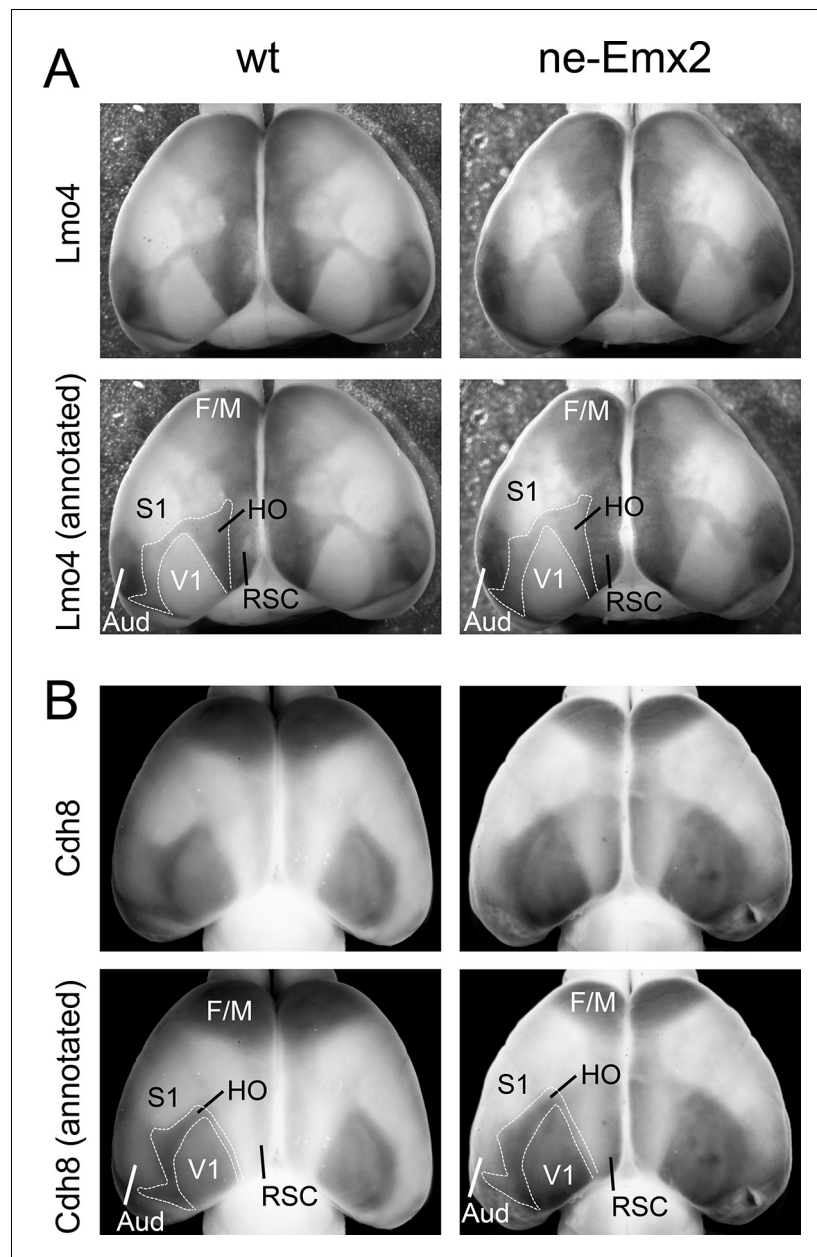 A
wt
ne-Emx2
Lmo4
Lmo4 (annotated)
F/M
S1
HO
V1
RSC
Aud
F/M
S1
HO
V1
RSC
Aud
B
Cdh8
Cdh8 (annotated)
F/M
S1
HO
V1
RSC
Aud
F/M
S1
HO
V1
RSC
Aud